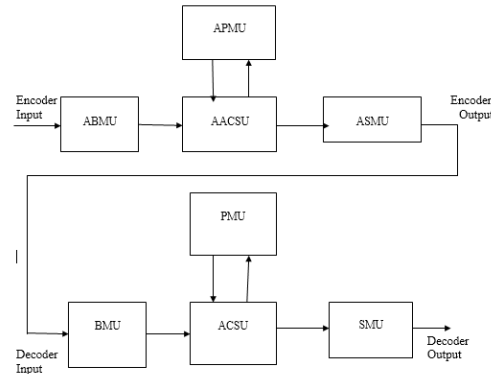 APMU
Encoder
Input
ABMU
AACSU
ASMU
Encoder
Output
PMU
BMU
ACSU
SMU
Decoder
Input
Decoder
Output